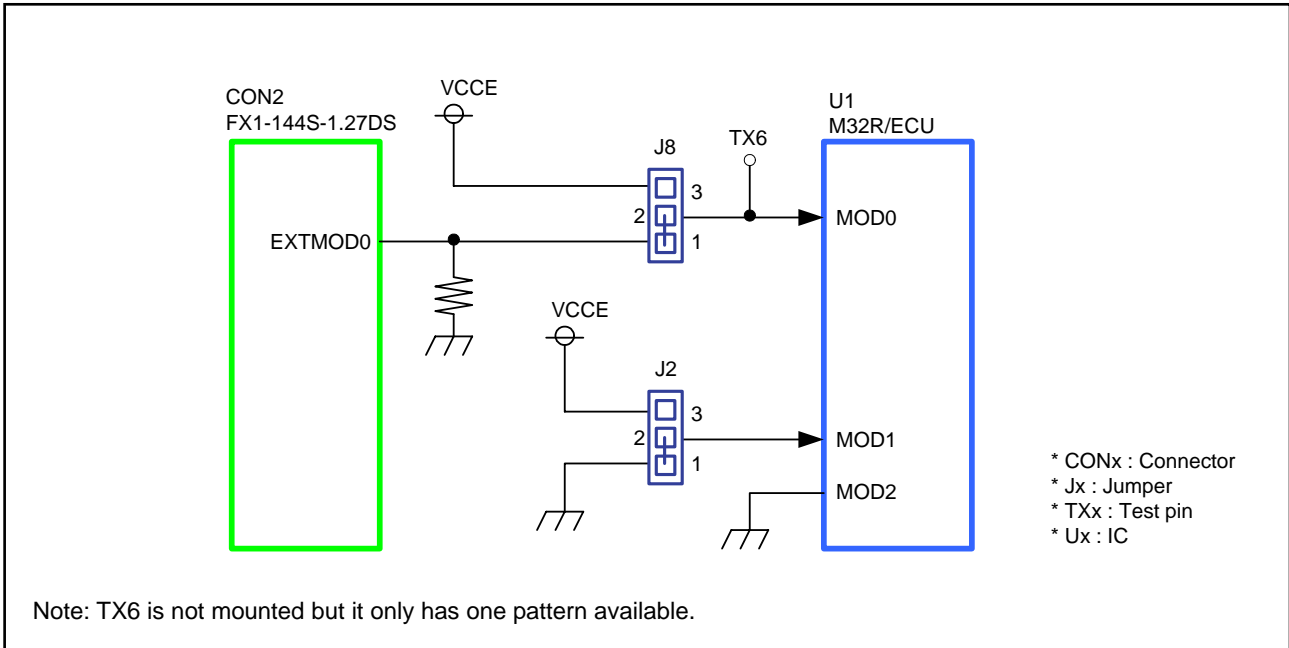 CON2
FX1-144S-1.27DS
EXTMOD0
VCCE
J8
3
2
1
TX6
U1
M32R/ECU
MOD0
VCCE
J2
3
2
1
MOD1
MOD2
* CONx : Connector
* Jx : Jumper
* TXx : Test pin
* Ux : IC
Note: TX6 is not mounted but it only has one pattern available.